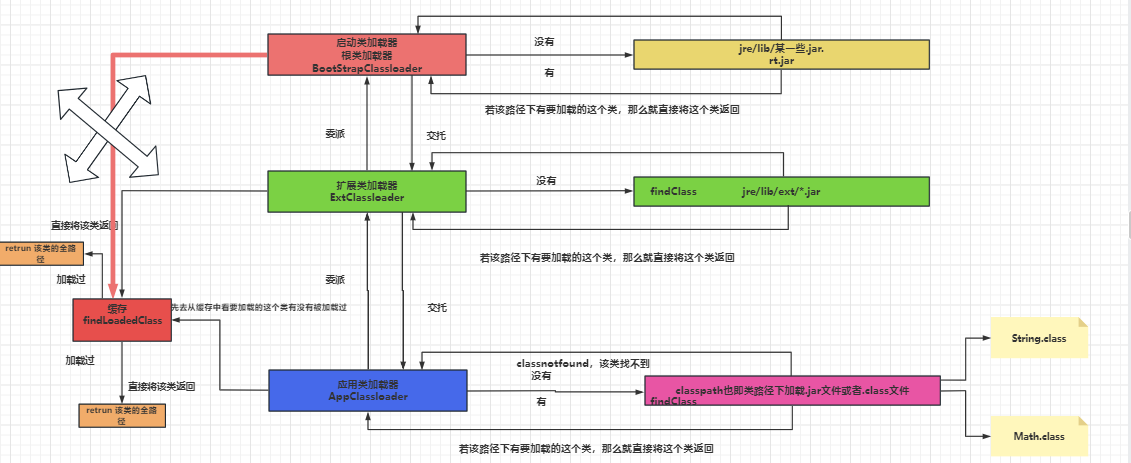 启动类加载器
根类加载器
BootStrapClassloader
没有
有
jre/lib/某一些.jar.
rt.jar
若该路径下有要加载的这个类，那么就直接将这个类返回
委派
交托
扩展类加载器
ExtClassloader
没有
findClass jre/lib/ext/*.jar
直接将该类返回
retrun 该类的全路
径
加载过
若该路径下有要加载的这个类，那么就直接将这个类返回
委派
交托
缓存
findLoadedClass
先去从缓存中看要加载的这个类有没有被加载过
加载过
直接将该类返回
retrun 该类的全路
径
应用类加载器
AppClassloader
classnotfound，该类找不到
没有
有
classpath也即类路径下加载.jar文件或者.class文件
findClass
String.class
Math.class
若该路径下有要加载的这个类，那么就直接将这个类返回